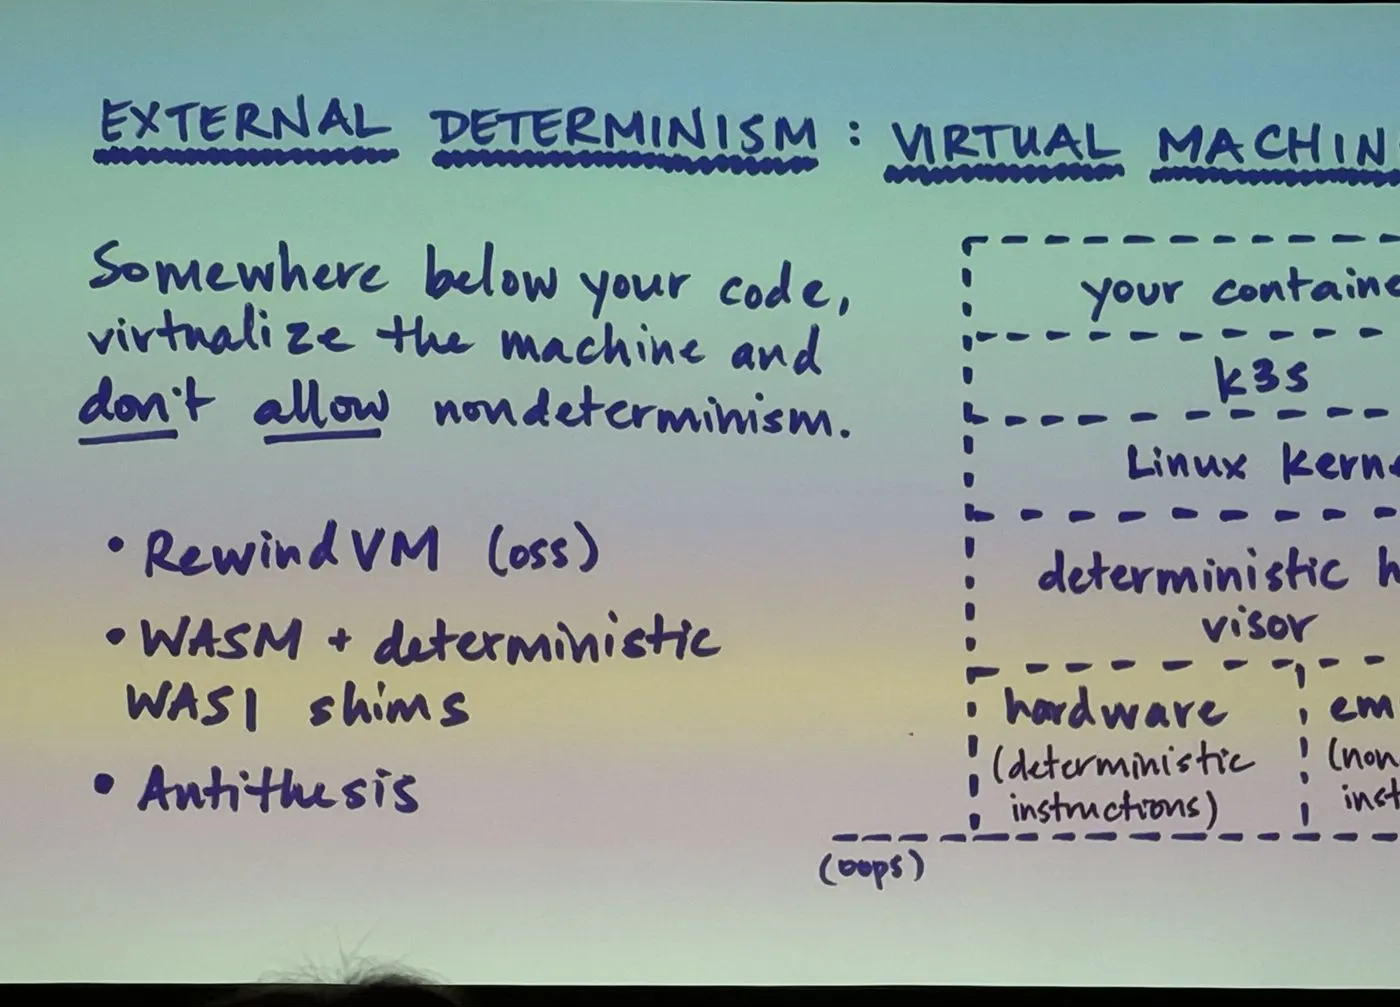 EXTERNAL DETERMINISM : VIRTUAL MACHIN
Somewhere below your code,
virtualize the machine and
don't allow nondeterminism.
• RewindVM (oss)
• WASM + deterministic
WASI shims
• Antithesis
your containe
k3s
Linux kerne
deterministic h
visor
hardware
(deterministic
instructions)
em
(non
inst
(oops)